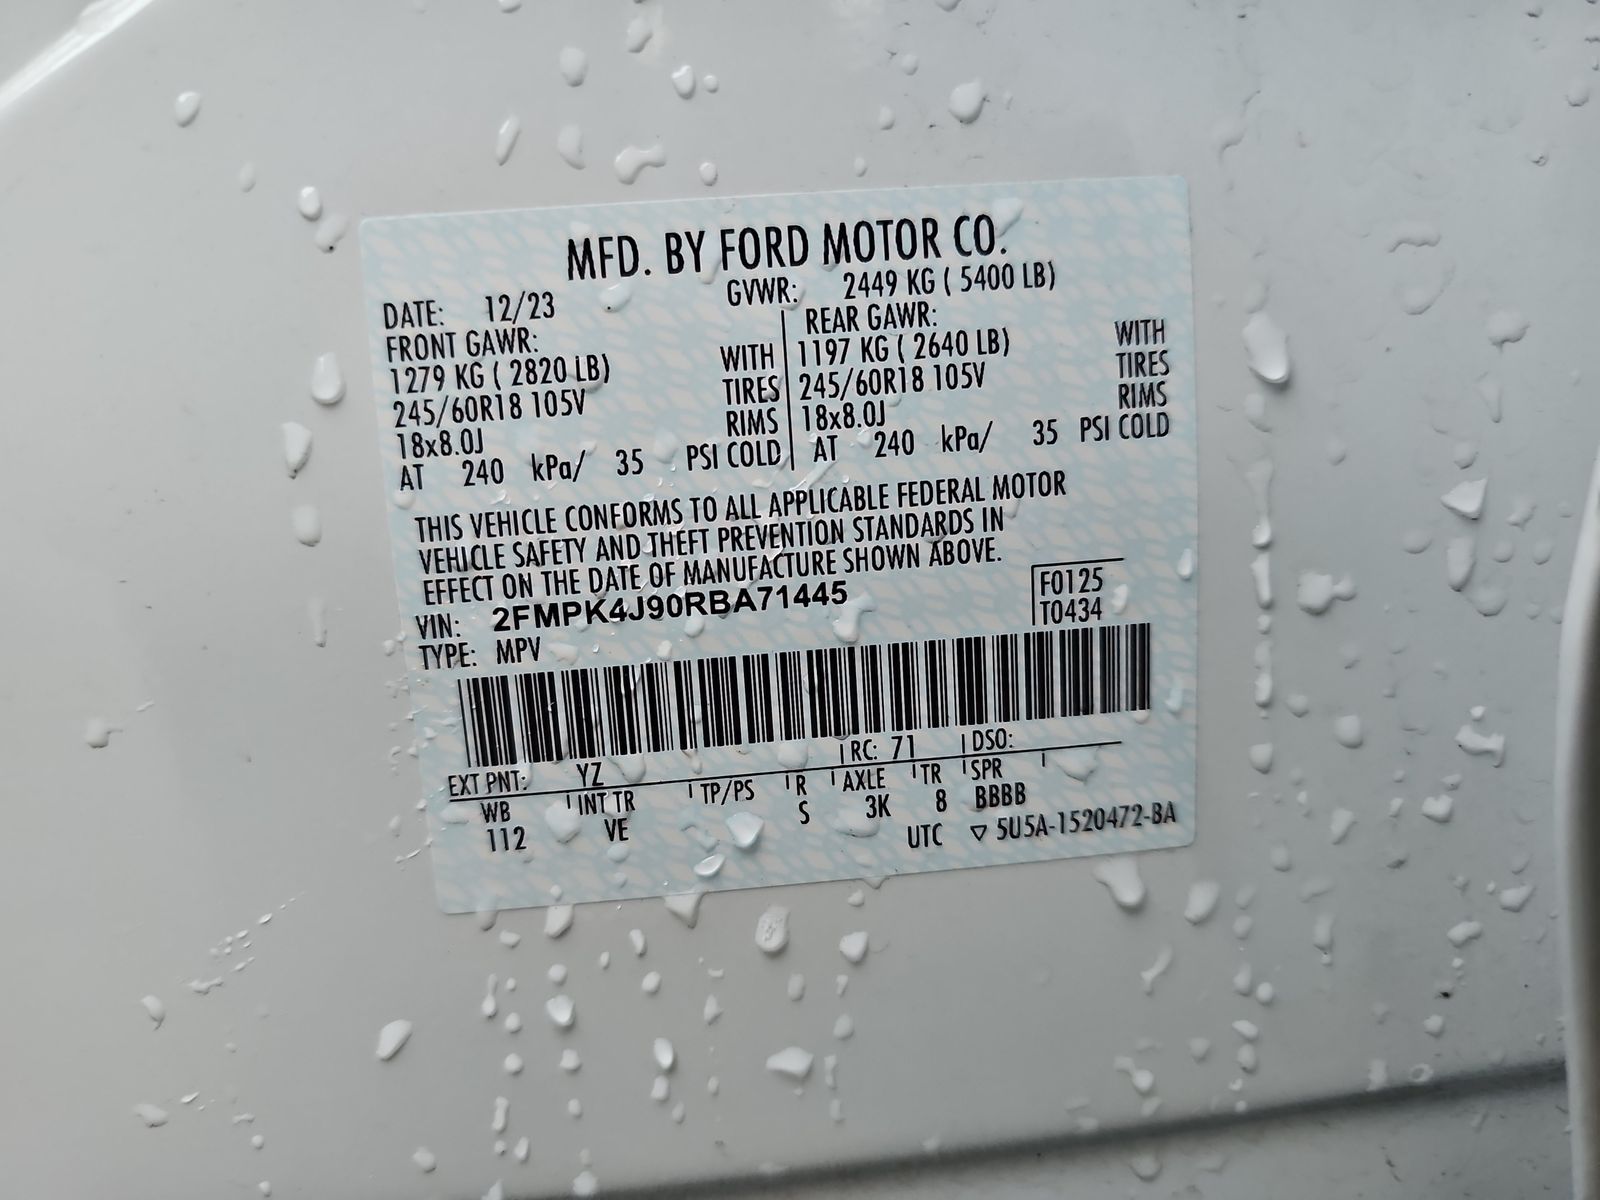 MFD. BY FORD MOTOR CO.
DATE: 12/23 GVWR: 2449 KG ( 5400 LB)
FRONT GAWR: REAR GAWR:
1279 KG ( 2820 LB) WITH 1197 KG ( 2640 LB) WITH
245/60R18 105V TIRES 245/60R18 105V TIRES
18x8.0J RIMS 18x8.0J RIMS
AT 240 kPa/ 35 PSI COLD AT 240 kPa/ 35 PSI COLD
THIS VEHICLE CONFORMS TO ALL APPLICABLE FEDERAL MOTOR
VEHICLE SAFETY AND THEFT PREVENTION STANDARDS IN
EFFECT ON THE DATE OF MANUFACTURE SHOWN ABOVE.
VIN: 2FMPK4J90RBA71445 F0125
TYPE: MPV T0434
EXT PNT: YZ RC: 71 DSO:
WB INT TR TP/PS R AXLE TR SPR
112 VE S 3K 8 BBBB
UTC ▽ 5U5A-1520472-BA